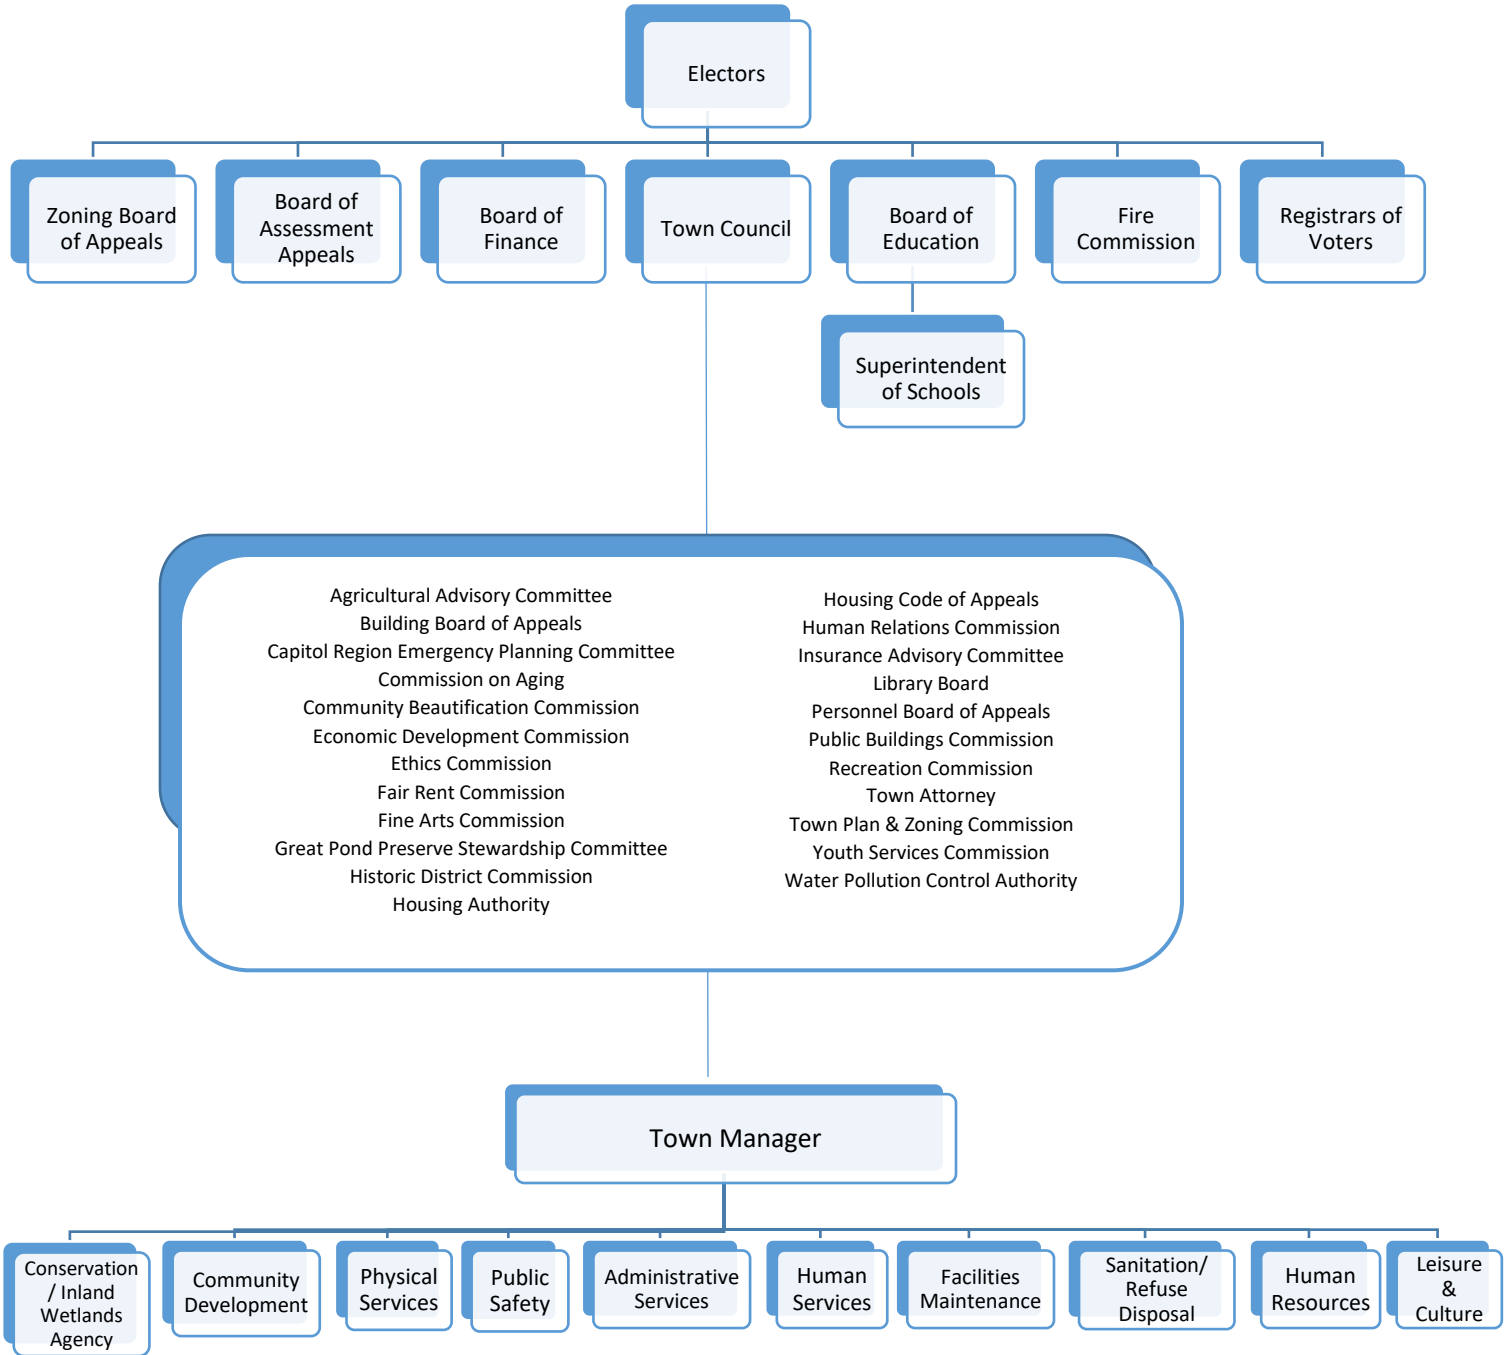 Electors
Zoning Board
of Appeals
Board of
Assessment
Appeals
Board of
Finance
Town Council
Board of
Education
Fire
Commission
Registrars of
Voters
Superintendent
of Schools
Agricultural Advisory Committee
Building Board of Appeals
Capitol Region Emergency Planning Committee
Commission on Aging
Community Beautification Commission
Economic Development Commission
Ethics Commission
Fair Rent Commission
Fine Arts Commission
Great Pond Preserve Stewardship Committee
Historic District Commission
Housing Authority
Housing Code of Appeals
Human Relations Commission
Insurance Advisory Committee
Library Board
Personnel Board of Appeals
Public Buildings Commission
Recreation Commission
Town Attorney
Town Plan & Zoning Commission
Youth Services Commission
Water Pollution Control Authority
Town Manager
Conservation
/ Inland
Wetlands
Agency
Community
Development
Physical
Services
Public
Safety
Administrative
Services
Human
Services
Facilities
Maintenance
Sanitation/
Refuse
Disposal
Human
Resources
Leisure
&
Culture